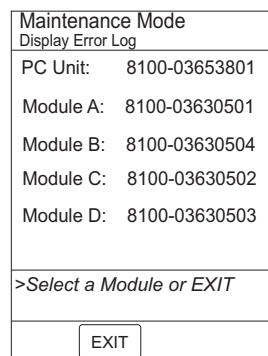 Maintenance Mode
Display Error Log
PC Unit: 8100-03653801
Module A: 8100-03630501
Module B: 8100-03630504
Module C: 8100-03630502
Module D: 8100-03630503
>Select a Module or EXIT
EXIT